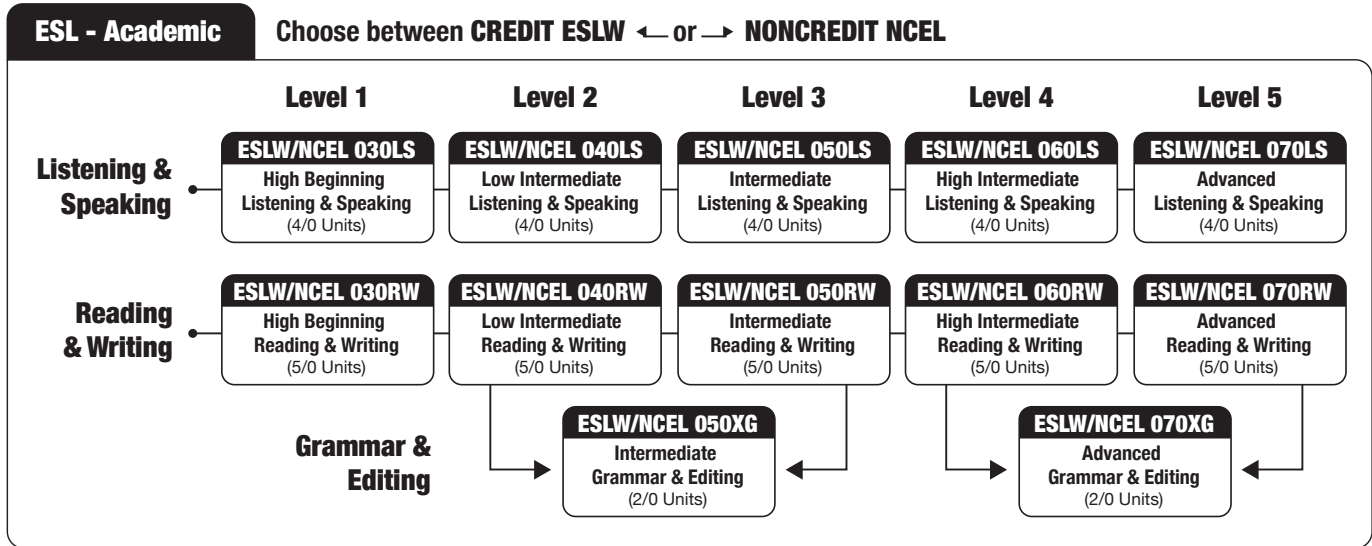 ESL - Academic
Choose between CREDIT ESLW ← or → NONCREDIT NCEL
Level 1
Level 2
Level 3
Level 4
Level 5
Listening &
Speaking
ESLW/NCEL 030LS
High Beginning
Listening & Speaking
(4/0 Units)
ESLW/NCEL 040LS
Low Intermediate
Listening & Speaking
(4/0 Units)
ESLW/NCEL 050LS
Intermediate
Listening & Speaking
(4/0 Units)
ESLW/NCEL 060LS
High Intermediate
Listening & Speaking
(4/0 Units)
ESLW/NCEL 070LS
Advanced
Listening & Speaking
(4/0 Units)
Reading
& Writing
ESLW/NCEL 030RW
High Beginning
Reading & Writing
(5/0 Units)
ESLW/NCEL 040RW
Low Intermediate
Reading & Writing
(5/0 Units)
ESLW/NCEL 050RW
Intermediate
Reading & Writing
(5/0 Units)
ESLW/NCEL 060RW
High Intermediate
Reading & Writing
(5/0 Units)
ESLW/NCEL 070RW
Advanced
Reading & Writing
(5/0 Units)
Grammar &
Editing
ESLW/NCEL 050XG
Intermediate
Grammar & Editing
(2/0 Units)
ESLW/NCEL 070XG
Advanced
Grammar & Editing
(2/0 Units)